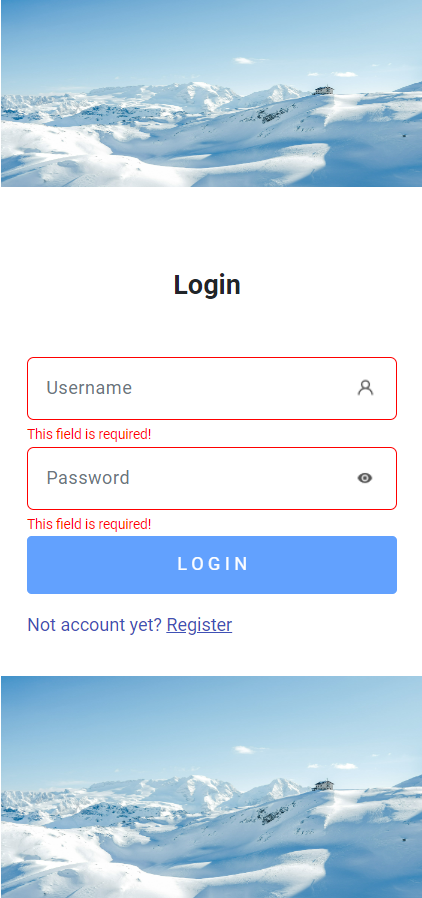 Login
Username
This field is required!
Password
This field is required!
LOGIN
Not account yet? Register